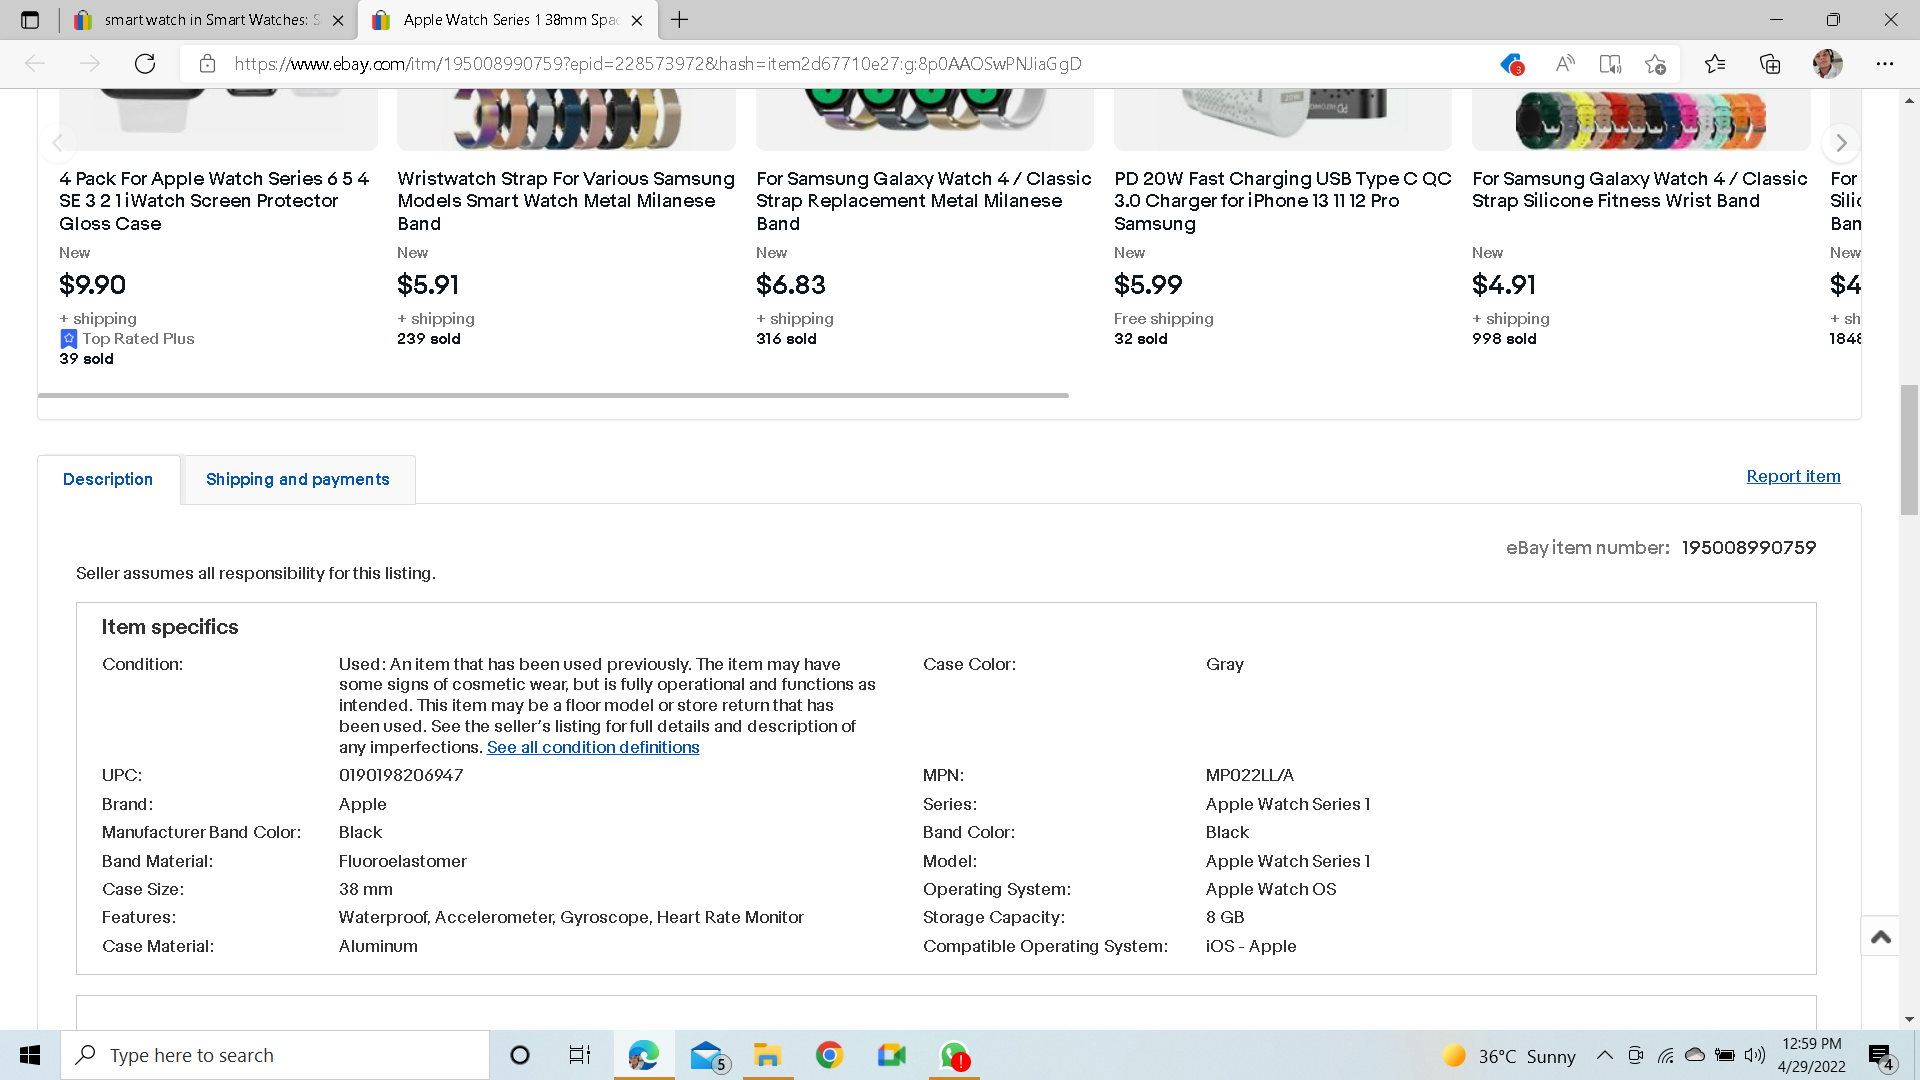 smart watch in Smart Watches: S
Apple Watch Series 1 38mm Spac
https://www.ebay.com/itm/195008990759?epid=228573972&hash=item2d67710e27:g:8p0AAOSwPNJiaGgD
3
4 Pack For Apple Watch Series 6 5 4
SE 3 2 1 iWatch Screen Protector
Gloss Case
New
$9.90
+ shipping
Top Rated Plus
39 sold
Wristwatch Strap For Various Samsung
Models Smart Watch Metal Milanese
Band
New
$5.91
+ shipping
239 sold
For Samsung Galaxy Watch 4 / Classic
Strap Replacement Metal Milanese
Band
New
$6.83
+ shipping
316 sold
PD 20W Fast Charging USB Type C QC
3.0 Charger for iPhone 13 11 12 Pro
Samsung
New
$5.99
Free shipping
32 sold
For Samsung Galaxy Watch 4 / Classic
Strap Silicone Fitness Wrist Band
New
$4.91
+ shipping
998 sold
For
Silic
Ban
New
$4
+ sh
1848
Description
Shipping and payments
Report item
eBay item number: 195008990759
Seller assumes all responsibility for this listing.
Item specifics
Condition:
Used: An item that has been used previously. The item may have
some signs of cosmetic wear, but is fully operational and functions as
intended. This item may be a floor model or store return that has
been used. See the seller's listing for full details and description of
any imperfections. See all condition definitions
Case Color: Gray
UPC: 0190198206947 MPN: MP022LL/A
Brand: Apple Series: Apple Watch Series 1
Manufacturer Band Color: Black Band Color: Black
Band Material: Fluoroelastomer Model: Apple Watch Series 1
Case Size: 38 mm Operating System: Apple Watch OS
Features: Waterproof, Accelerometer, Gyroscope, Heart Rate Monitor Storage Capacity: 8 GB
Case Material: Aluminum Compatible Operating System: iOS - Apple
Type here to search
5
36°C Sunny
12:59 PM
4/29/2022
4